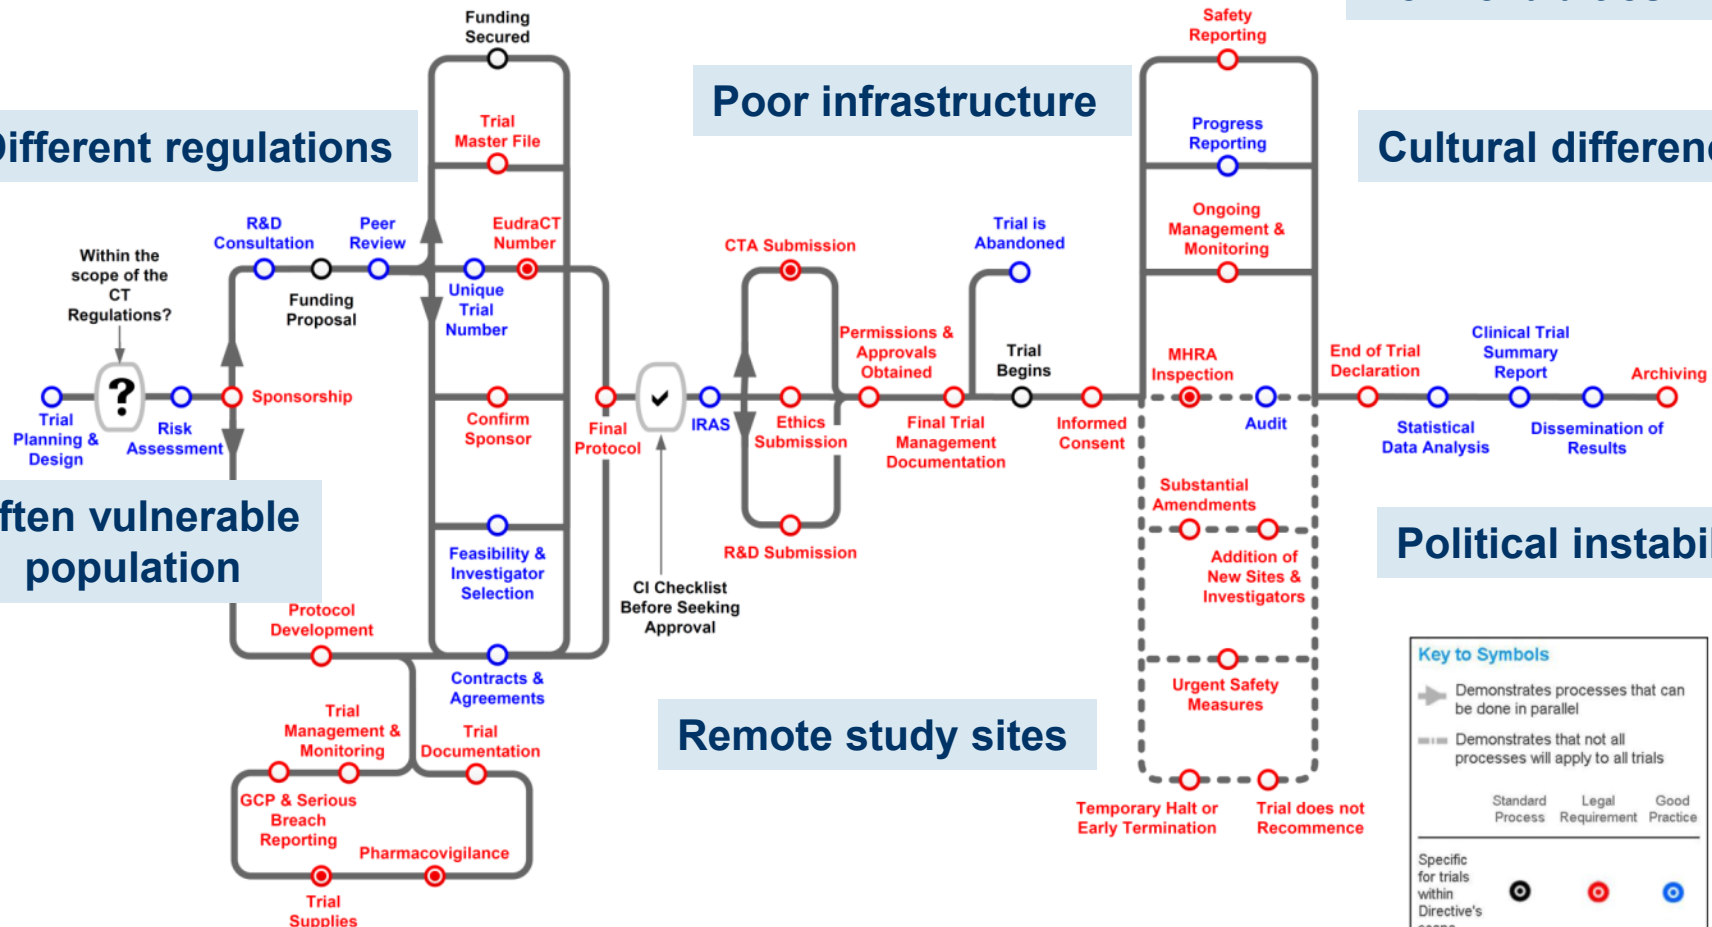 Funding
Secured
Safety
Reporting
Poor infrastructure
Different regulations
Trial
Master File
Progress
Reporting
Cultural differen
R&D
Consultation
Peer
Review
EudraCT
Number
Within the
scope of the
CT
Regulations?
Funding
Proposal
Unique
Trial
Number
CTA Submission
Trial is
Abandoned
Ongoing
Management &
Monitoring
?
Trial
Planning &
Design
Risk
Assessment
Sponsorship
Confirm
Sponsor
Final
Protocol
IRAS
Ethics
Submission
Permissions &
Approvals
Obtained
Final Trial
Management
Documentation
Trial
Begins
Informed
Consent
MHRA
Inspection
Audit
End of Trial
Declaration
Statistical
Data Analysis
Clinical Trial
Summary
Report
Dissemination of
Results
Archiving
ften vulnerable
population
Feasibility &
Investigator
Selection
R&D Submission
CI Checklist
Before Seeking
Approval
Substantial
Amendments
Addition of
New Sites &
Investigators
Political instabil
Protocol
Development
Contracts &
Agreements
Urgent Safety
Measures
Remote study sites
Trial
Management &
Monitoring
Trial
Documentation
GCP & Serious
Breach
Reporting
Pharmacovigilance
Trial
Supplies
Temporary Halt or
Early Termination
Trial does not
Recommence
Key to Symbols
Demonstrates processes that can
be done in parallel
Demonstrates that not all
processes will apply to all trials
Standard
Process
Legal
Requirement
Good
Practice
Specific
for trials
within
Directive's
scope